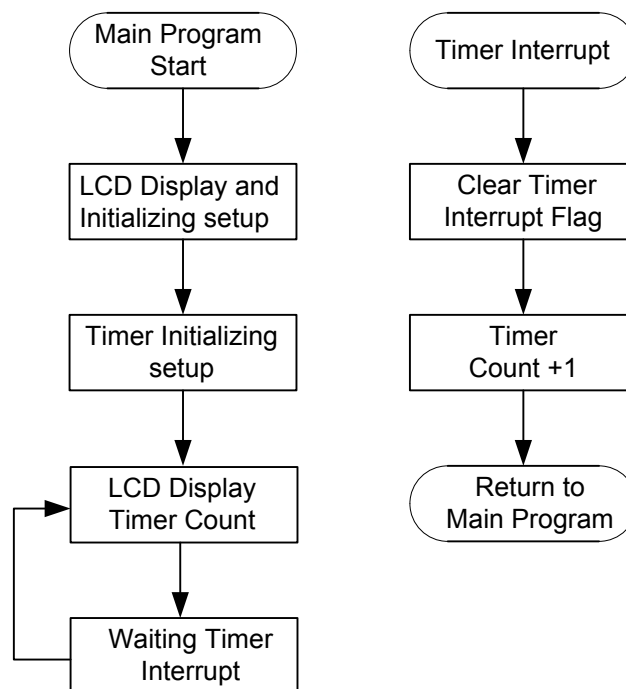 Main Program
Start
LCD Display and
Initializing setup
Timer Initializing
setup
LCD Display
Timer Count
Waiting Timer
Interrupt
Timer Interrupt
Clear Timer
Interrupt Flag
Timer
Count +1
Return to
Main Program